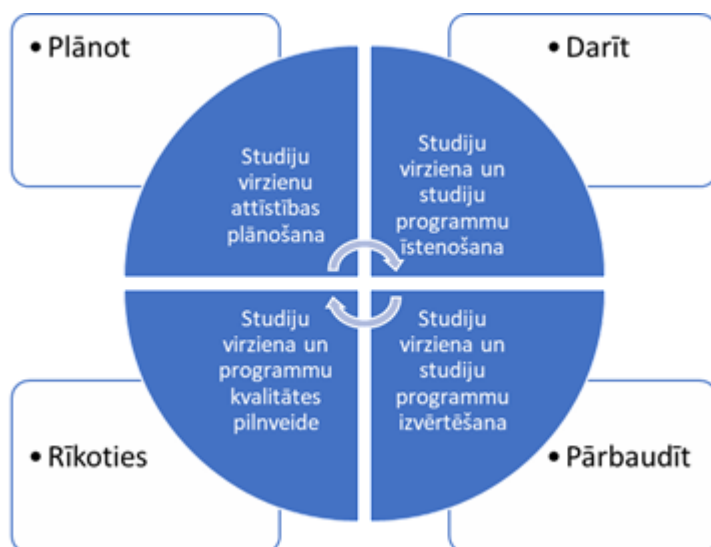 • Plānot
• Darīt
Studiju
virzienu
attīstības
plānošana
Studiju
virziena un
studiju
programmu
īstenošana
Studiju
virziena un
programmu
kvalitātes
pilnveide
Studiju
virziena un
studiju
programmu
izvērtēšana
• Rīkoties
• Pārbaudīt